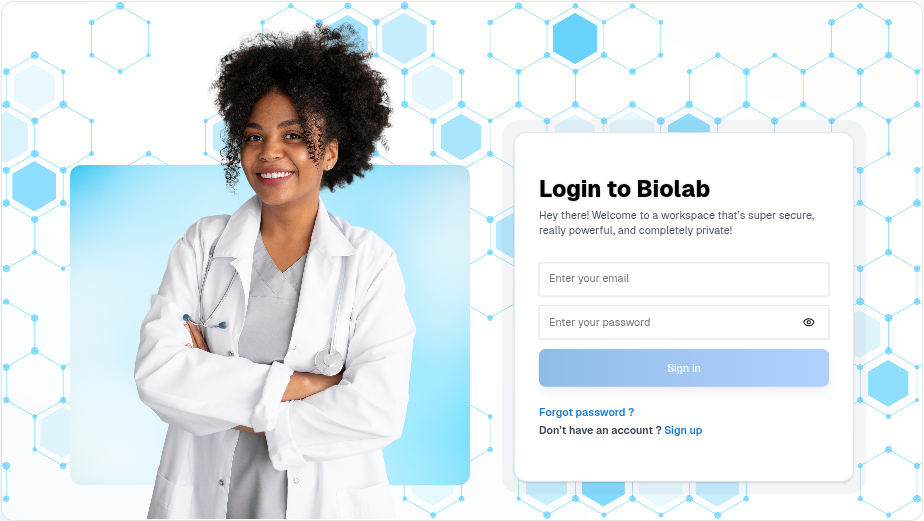 Login to Biolab
Hey there! Welcome to a workspace that's super secure,
really powerful, and completely private!
Enter your email
Enter your password
Sign in
Forgot password ?
Don't have an account ? Sign up